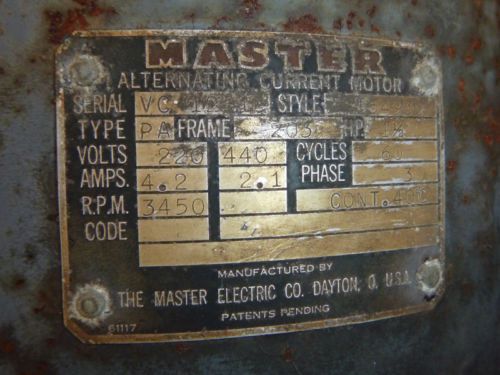 MASTER
ALTERNATING CURRENT MOTOR
SERIAL VC STYLE
TYPE PA FRAME 203 H.P. 1½
VOLTS 220 440 CYCLES 60
AMPS. 4.2 2.1 PHASE 3
R.P.M. 3450 CONT. 40°C
CODE
MANUFACTURED BY
THE MASTER ELECTRIC CO. DAYTON, O. U.S.A.
PATENTS PENDING
61117